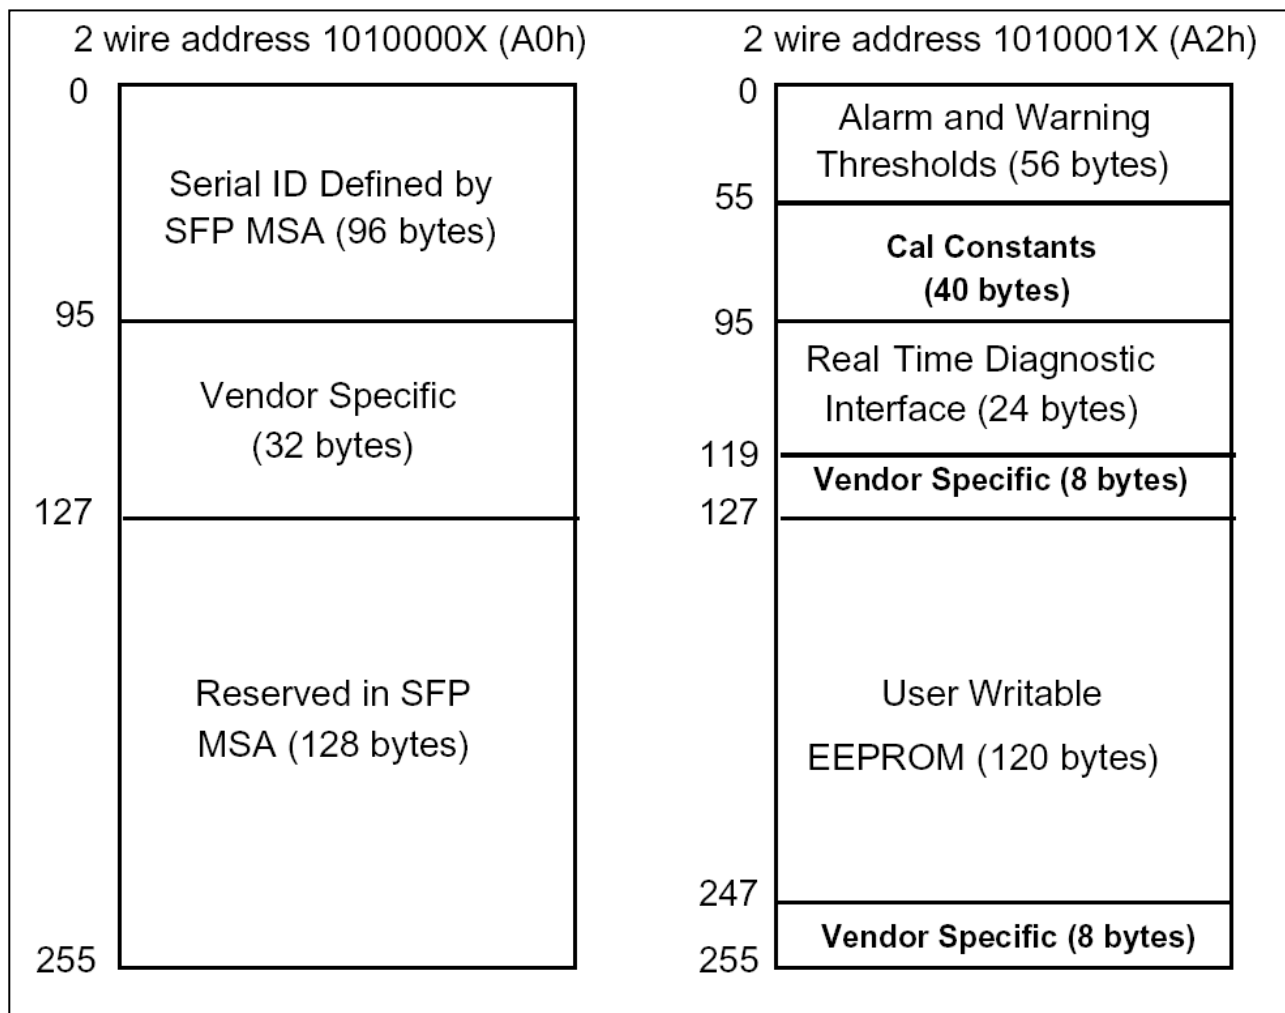 2 wire address 1010000X (A0h)
0
Serial ID Defined by
SFP MSA (96 bytes)
95
Vendor Specific
(32 bytes)
127
Reserved in SFP
MSA (128 bytes)
255
2 wire address 1010001X (A2h)
0
Alarm and Warning
Thresholds (56 bytes)
55
Cal Constants
(40 bytes)
95
Real Time Diagnostic
Interface (24 bytes)
119
Vendor Specific (8 bytes)
127
User Writable
EEPROM (120 bytes)
247
Vendor Specific (8 bytes)
255